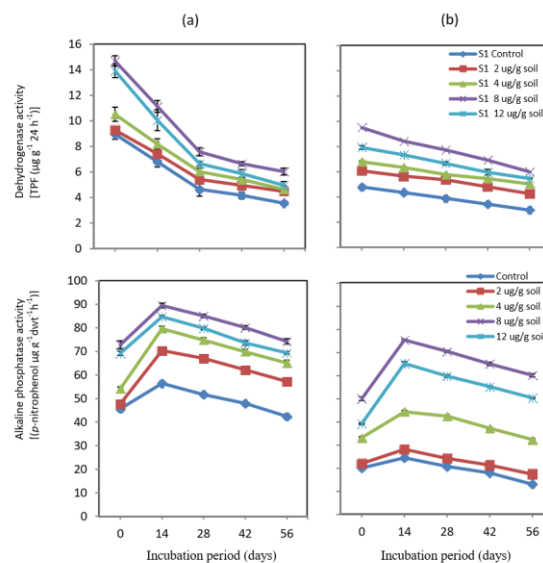 (a)
(b)
Dehydrogenase activity
[TPF (µg g⁻¹ 24 h⁻¹)]
16
14
12
10
8
6
4
2
0
S1 Control
S1 2 ug/g soil
S1 4 ug/g soil
S1 8 ug/g soil
S1 12 ug/g soil
Alkaline phosphatase activity
[(p-nitrophenol µg g⁻¹dwt⁻¹h⁻¹)]
100
90
80
70
60
50
40
30
20
10
0
Control
2 ug/g soil
4 ug/g soil
8 ug/g soil
12 ug/g soil
0 14 28 42 56
0 14 28 42 56
Incubation period (days)
Incubation period (days)